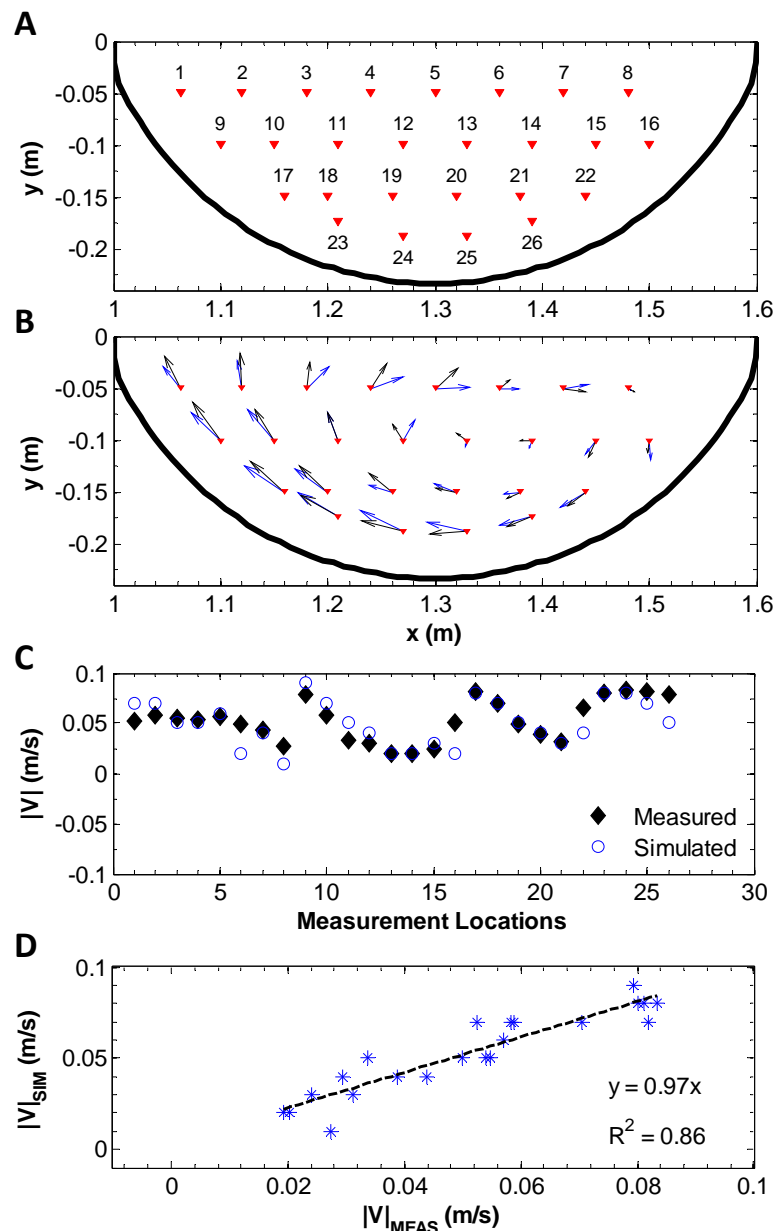 A
0
1 2 3 4 5 6 7 8
-0.05
9 10 11 12 13 14 15 16
-0.1
17 18 19 20 21 22
-0.15
23 24 25 26
-0.2
y (m)
1 1.1 1.2 1.3 1.4 1.5 1.6
B
0
-0.05
-0.1
-0.15
-0.2
y (m)
1 1.1 1.2 1.3 1.4 1.5 1.6
x (m)
C
0.1
0.05
0
-0.05
-0.1
|V| (m/s)
Measured
Simulated
0 5 10 15 20 25 30
Measurement Locations
D
0.1
0.05
0
|V|SIM (m/s)
y = 0.97x
R² = 0.86
0 0.02 0.04 0.06 0.08 0.1
|V|MEAS (m/s)